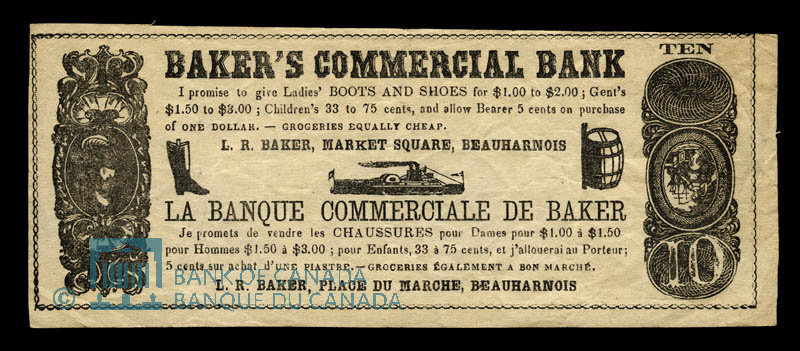 TEN
BAKER'S COMMERCIAL BANK
I promise to give Ladies' BOOTS AND SHOES for $1.00 to $2.00; Gent's
$1.50 to $3.00; Children's 33 to 75 cents, and allow Bearer 5 cents on purchase
of ONE DOLLAR. — GROCERIES EQUALLY CHEAP.
L. R. BAKER, MARKET SQUARE, BEAUHARNOIS
LA BANQUE COMMERCIALE DE BAKER
Je promets de vendre les CHAUSSURES pour Dames pour $1.00 à $1.50
pour Hommes $1.50 à $3.00; pour Enfants, 33 à 75 cents, et j'allouerai au Porteur;
5 cents sur achat d'UNE PIASTRE.—GROCERIES ÉGALEMENT A BON MARCHÉ.
L. R. BAKER, PLACE DU MARCHE, BEAUHARNOIS
10
BANK OF CANADA
© BANQUE DU CANADA